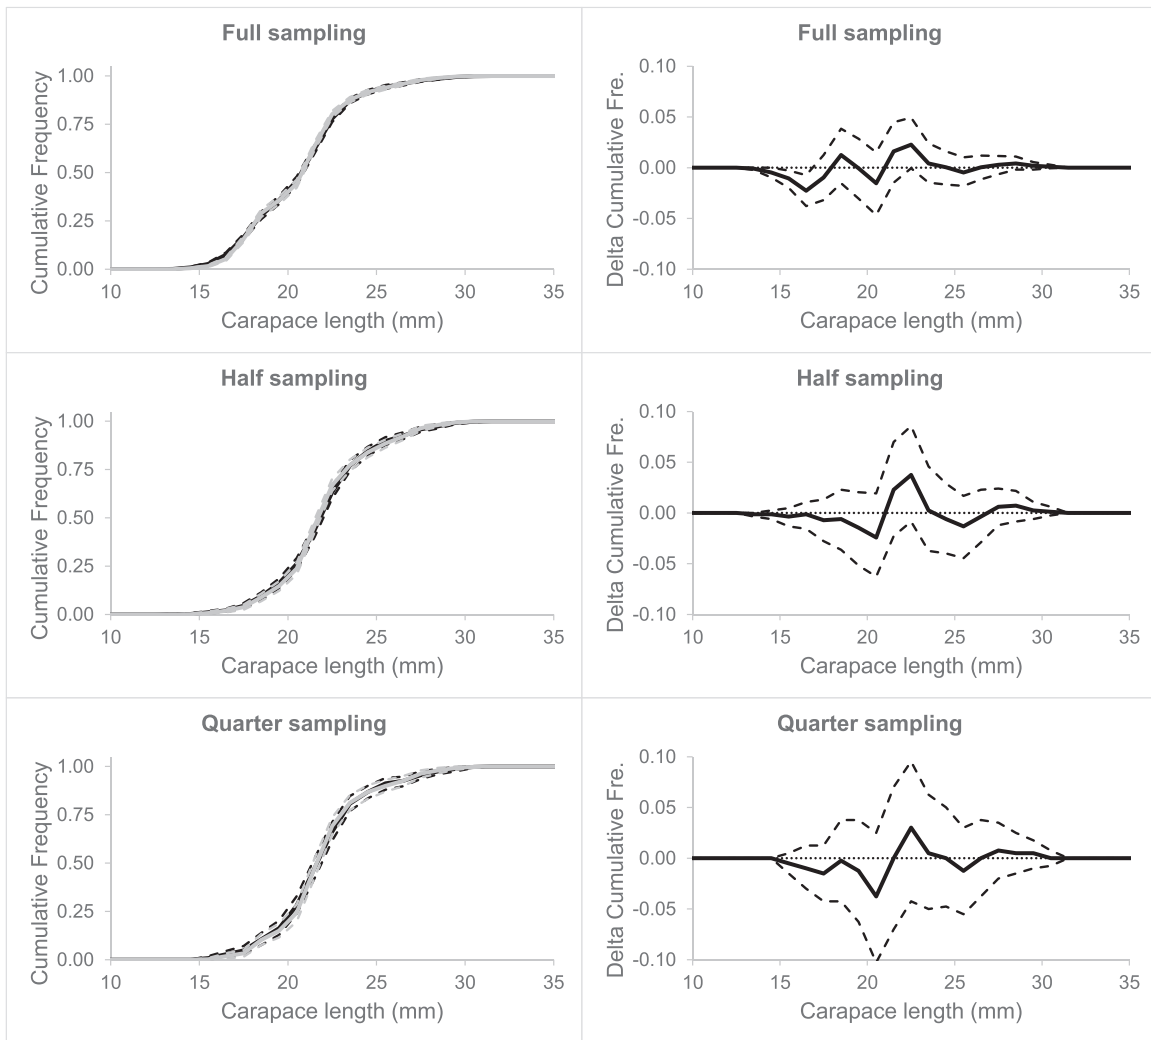 Full sampling
Cumulative Frequency
1.00
0.75
0.50
0.25
0.00
10 15 20 25 30 35
Carapace length (mm)
Full sampling
Delta Cumulative Fre.
0.10
0.05
0.00
-0.05
-0.10
10 15 20 25 30 35
Carapace length (mm)
Half sampling
Cumulative Frequency
1.00
0.75
0.50
0.25
0.00
10 15 20 25 30 35
Carapace length (mm)
Half sampling
Delta Cumulative Fre.
0.10
0.05
0.00
-0.05
-0.10
10 15 20 25 30 35
Carapace length (mm)
Quarter sampling
Cumulative Frequency
1.00
0.75
0.50
0.25
0.00
10 15 20 25 30 35
Carapace length (mm)
Quarter sampling
Delta Cumulative Fre.
0.10
0.05
0.00
-0.05
-0.10
10 15 20 25 30 35
Carapace length (mm)